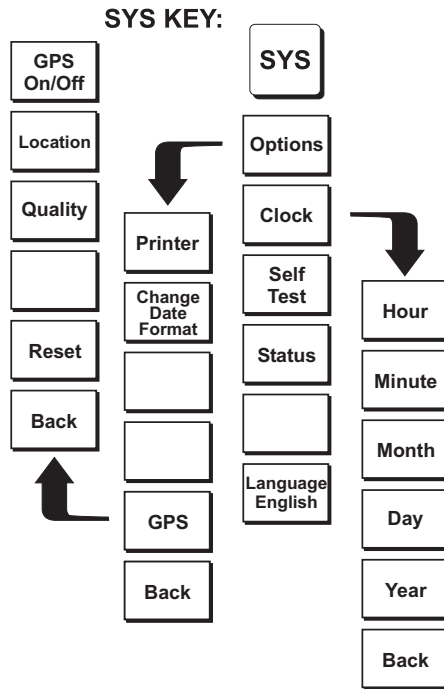 SYS KEY:
SYS
Options
Clock
Self
Test
Status
Language
English
Printer
Change
Date
Format
GPS
Back
GPS
On/Off
Location
Quality
Reset
Back
Hour
Minute
Month
Day
Year
Back